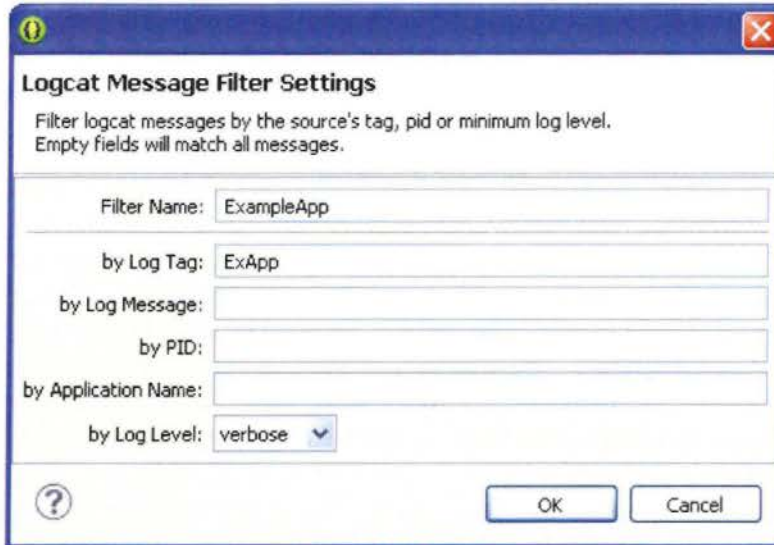 Logcat Message Filter Settings
Filter logcat messages by the source's tag, pid or minimum log level.
Empty fields will match all messages.
Filter Name: ExampleApp
by Log Tag: ExApp
by Log Message:
by PID:
by Application Name:
by Log Level: verbose
? OK Cancel